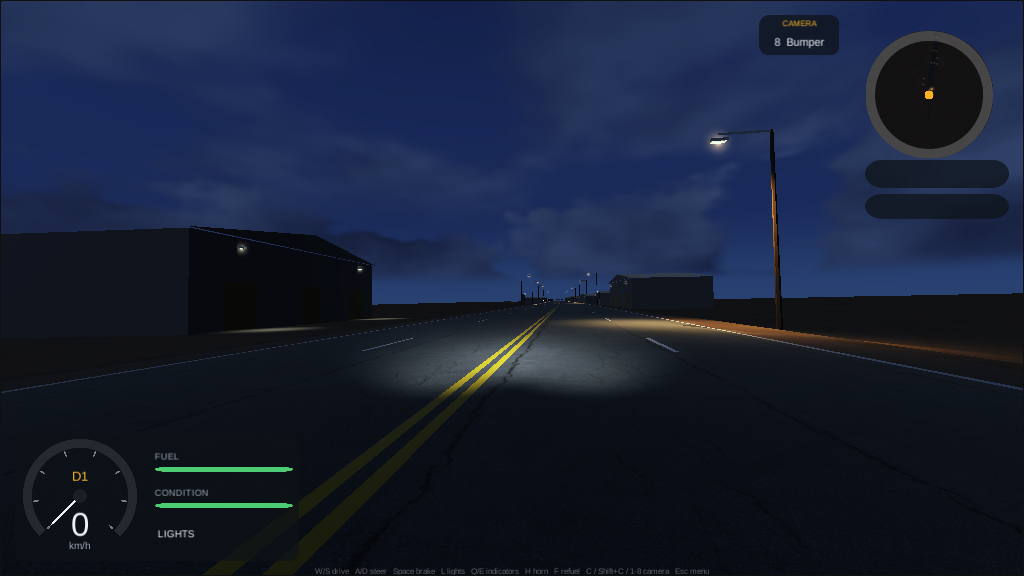 CAMERA
8 Bumper
D1
0
km/h
FUEL
CONDITION
LIGHTS
W/S drive A/D steer Space brake L lights Q/E indicators H horn F refuel C / Shift+C / 1-8 camera Esc menu